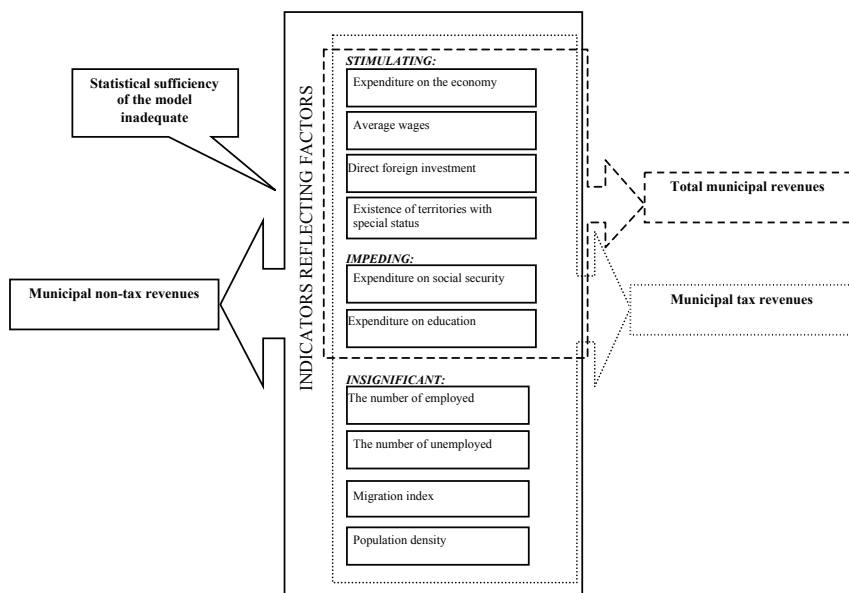 Statistical sufficiency
of the model
inadequate
Municipal non-tax revenues
INDICATORS REFLECTING FACTORS
STIMULATING:
Expenditure on the economy
Average wages
Direct foreign investment
Existence of territories with
special status
IMPEDING:
Expenditure on social security
Expenditure on education
INSIGNIFICANT:
The number of employed
The number of unemployed
Migration index
Population density
Total municipal revenues
Municipal tax revenues